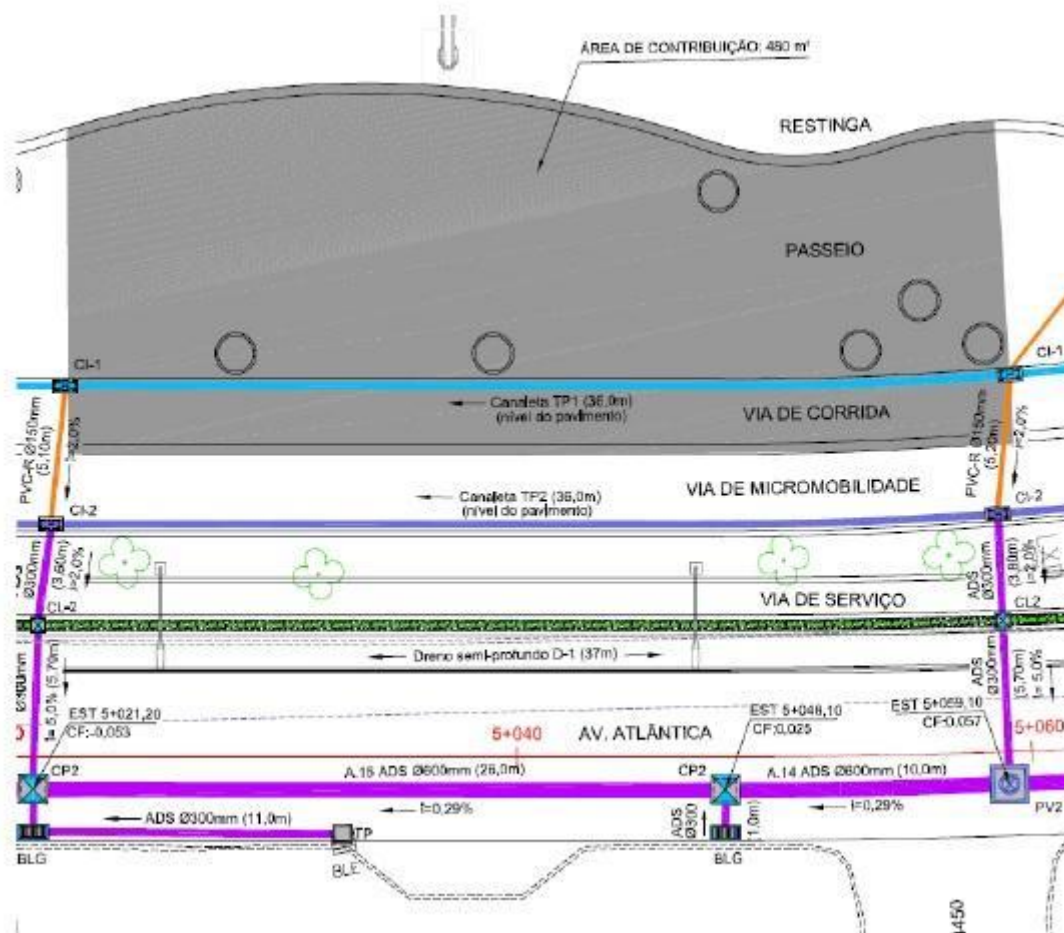 ÁREA DE CONTRIBUIÇÃO: 480 m²
RESTINGA
PASSEIO
CI-1
CI-1
Canaleta TP1 (36,0m)
(nível do pavimento)
VIA DE CORRIDA
PVC-R Ø150mm
(5,10m)
i=2,0%
PVC-R Ø150mm
(5,20m)
i=2,0%
Canaleta TP2 (36,0m)
(nível do pavimento)
VIA DE MICROMOBILIDADE
CI-2
CI-2
Ø300mm
(3,60m)
i=2,0%
ADS
Ø300mm
(3,80m)
i=2,0%
VIA DE SERVIÇO
CL-2
CL2
Dreno semi-profundo D-1 (37m)
i=5,0% (5,70m)
ADS
Ø300mm
(5,70m)
i=5,0%
EST 5+021,20
CF:-0,053
EST 5+048,10
CF:0,025
EST 5+059,10
CF:0,057
5+040
AV. ATLÂNTICA
5+060
CP2
A.15 ADS Ø600mm (26,0m)
CP2
A.14 ADS Ø600mm (10,0m)
i=0,29%
i=0,29%
PV2
ADS Ø300mm (11,0m)
TP
ADS
Ø300
(1,0m)
BLG
BLE
BLG
4450